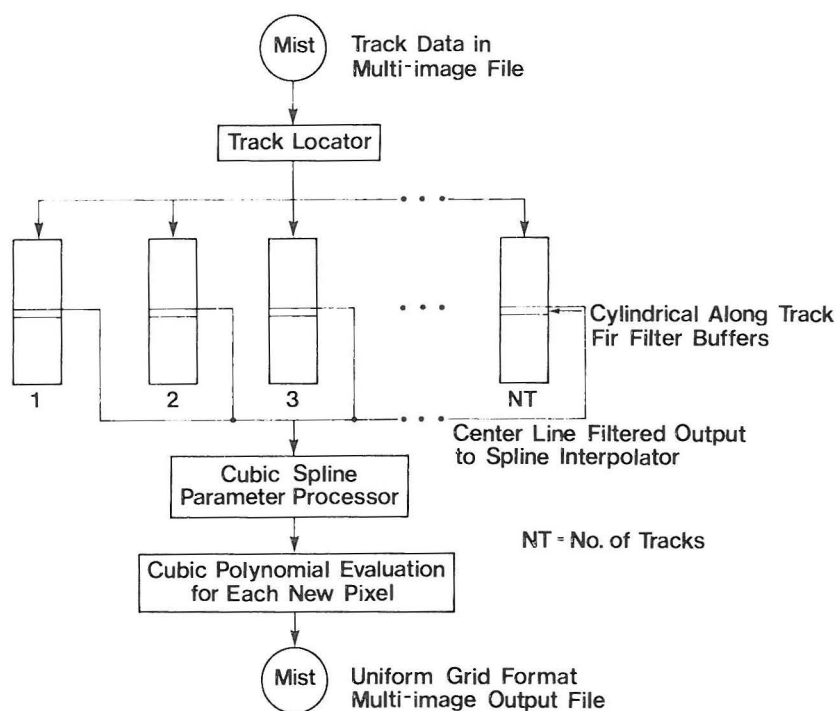 Mist
Track Data in
Multi-image File
Track Locator
1
2
3
NT
Cylindrical Along Track
Fir Filter Buffers
Center Line Filtered Output
to Spline Interpolator
Cubic Spline
Parameter Processor
NT = No. of Tracks
Cubic Polynomial Evaluation
for Each New Pixel
Mist
Uniform Grid Format
Multi-image Output File